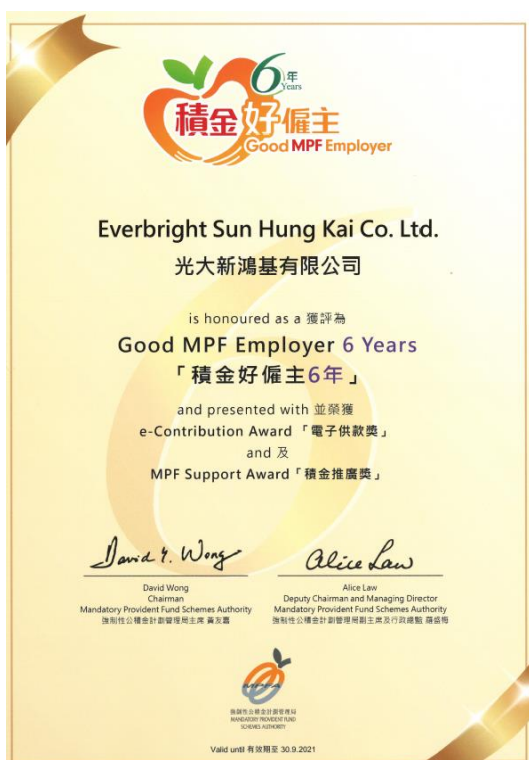 6年
Years
積金好僱主
Good MPF Employer
Everbright Sun Hung Kai Co. Ltd.
光大新鴻基有限公司
is honoured as a 獲評為
Good MPF Employer 6 Years
「積金好僱主6年」
and presented with 並榮獲
e-Contribution Award 「電子供款獎」
and 及
MPF Support Award「積金推廣獎」
David Y. Wong
Alice Law
David Wong
Chairman
Mandatory Provident Fund Schemes Authority
強制性公積金計劃管理局主席 黃友嘉
Alice Law
Deputy Chairman and Managing Director
Mandatory Provident Fund Schemes Authority
強制性公積金計劃管理局副主席及行政總監 羅盛梅
MPFA
強制性公積金計劃管理局
MANDATORY PROVIDENT FUND
SCHEMES AUTHORITY
Valid until 有效期至 30.9.2021